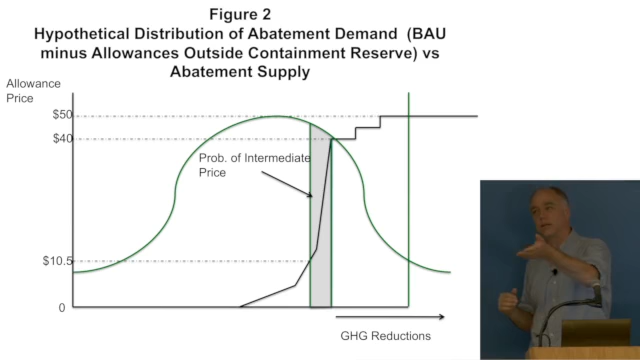 Figure 2
Hypothetical Distribution of Abatement Demand (BAU
minus Allowances Outside Containment Reserve) vs
Abatement Supply
Allowance
Price
$50
$40
Prob. of Intermediate
Price
$10.5
0
GHG Reductions